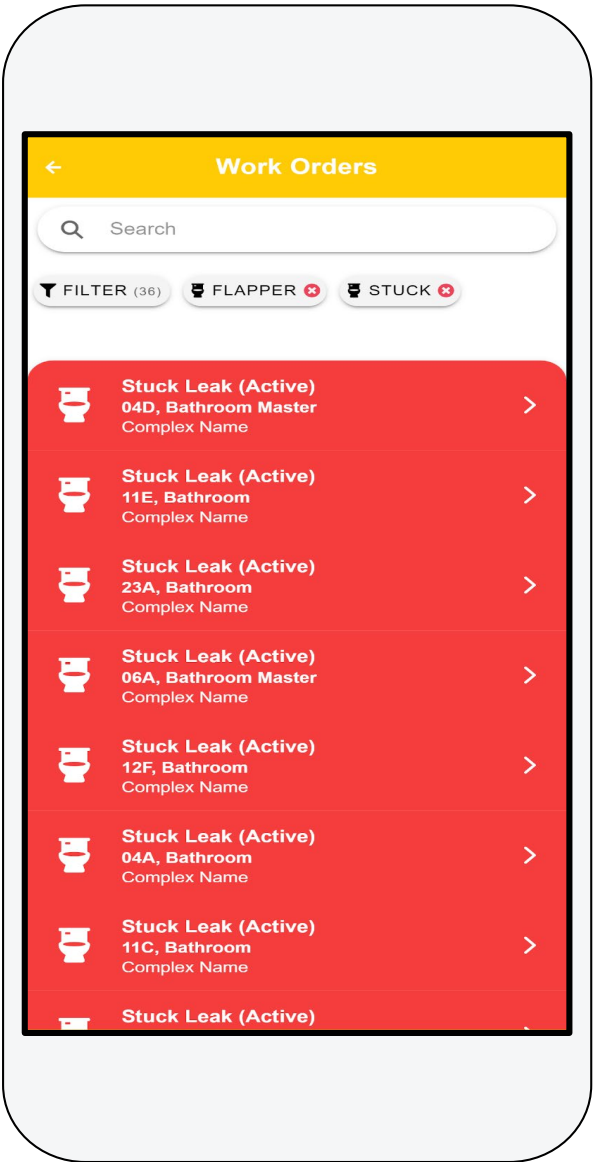 Work Orders
Search
FILTER (36) FLAPPER STUCK
Stuck Leak (Active)
04D, Bathroom Master
Complex Name
Stuck Leak (Active)
11E, Bathroom
Complex Name
Stuck Leak (Active)
23A, Bathroom
Complex Name
Stuck Leak (Active)
06A, Bathroom Master
Complex Name
Stuck Leak (Active)
12F, Bathroom
Complex Name
Stuck Leak (Active)
04A, Bathroom
Complex Name
Stuck Leak (Active)
11C, Bathroom
Complex Name
Stuck Leak (Active)